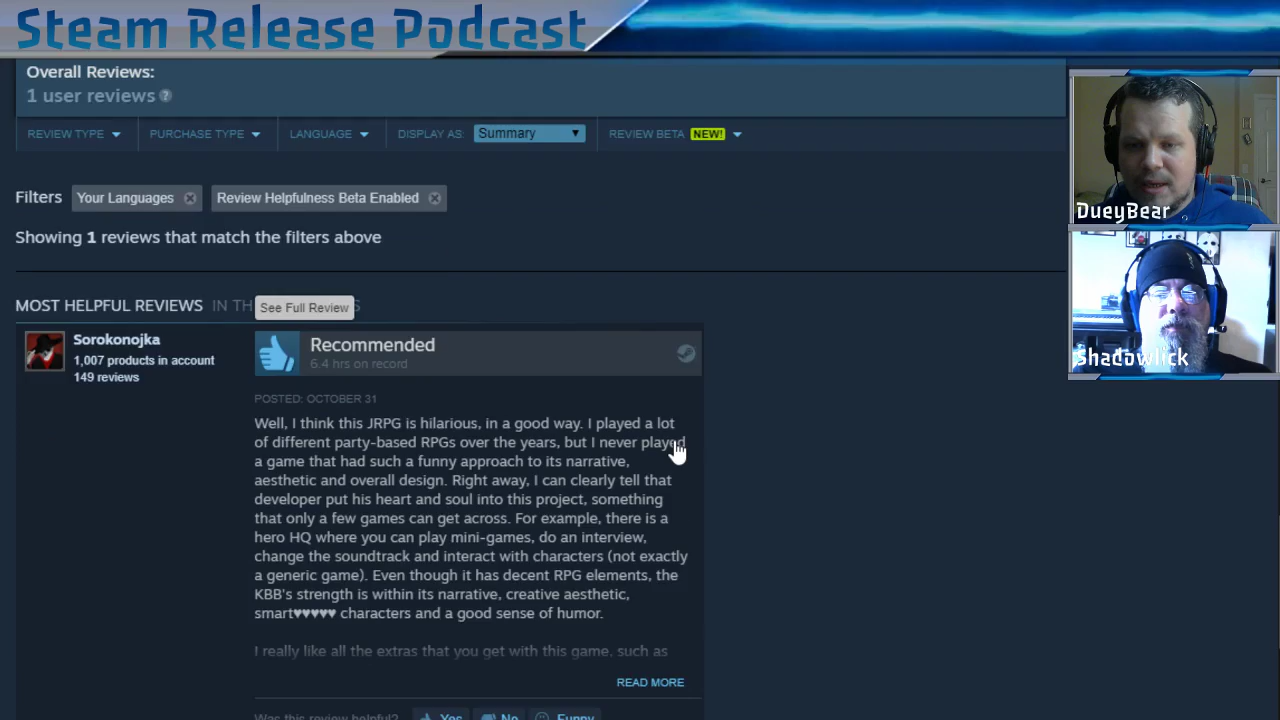 Steam Release Podcast
Overall Reviews:
1 user reviews ?
REVIEW TYPE PURCHASE TYPE LANGUAGE DISPLAY AS: Summary REVIEW BETA NEW!
DueyBear
Filters Your Languages Review Helpfulness Beta Enabled
Showing 1 reviews that match the filters above
MOST HELPFUL REVIEWS IN TH S
See Full Review
Sorokonojka
1,007 products in account
149 reviews
Recommended
6.4 hrs on record
Shadowlick
POSTED: OCTOBER 31
Well, I think this JRPG is hilarious, in a good way. I played a lot
of different party-based RPGs over the years, but I never played
a game that had such a funny approach to its narrative,
aesthetic and overall design. Right away, I can clearly tell that
developer put his heart and soul into this project, something
that only a few games can get across. For example, there is a
hero HQ where you can play mini-games, do an interview,
change the soundtrack and interact with characters (not exactly
a generic game). Even though it has decent RPG elements, the
KBB's strength is within its narrative, creative aesthetic,
smart♥♥♥♥♥ characters and a good sense of humor.
I really like all the extras that you get with this game, such as
READ MORE
Was this review helpful? Yes No Funny